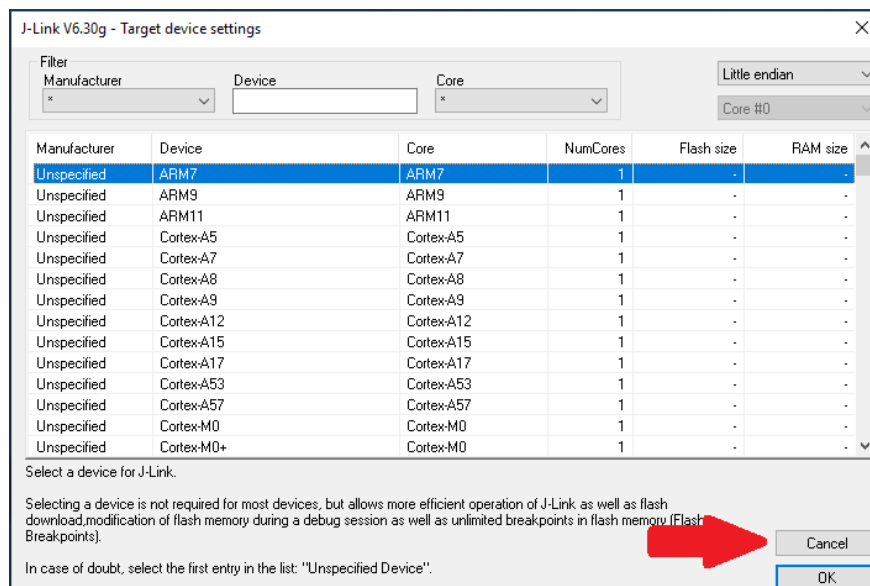 J-Link V6.30g - Target device settings
Filter
Manufacturer Device Core
* *
Little endian
Core #0
Manufacturer Device Core NumCores Flash size RAM size
Unspecified ARM7 ARM7 1 - -
Unspecified ARM9 ARM9 1 - -
Unspecified ARM11 ARM11 1 - -
Unspecified Cortex-A5 Cortex-A5 1 - -
Unspecified Cortex-A7 Cortex-A7 1 - -
Unspecified Cortex-A8 Cortex-A8 1 - -
Unspecified Cortex-A9 Cortex-A9 1 - -
Unspecified Cortex-A12 Cortex-A12 1 - -
Unspecified Cortex-A15 Cortex-A15 1 - -
Unspecified Cortex-A17 Cortex-A17 1 - -
Unspecified Cortex-A53 Cortex-A53 1 - -
Unspecified Cortex-A57 Cortex-A57 1 - -
Unspecified Cortex-M0 Cortex-M0 1 - -
Unspecified Cortex-M0+ Cortex-M0 1 - -
Select a device for J-Link.
Selecting a device is not required for most devices, but allows more efficient operation of J-Link as well as flash
download,modification of flash memory during a debug session as well as unlimited breakpoints in flash memory (Flash
Breakpoints).
In case of doubt, select the first entry in the list: "Unspecified Device".
Cancel
OK